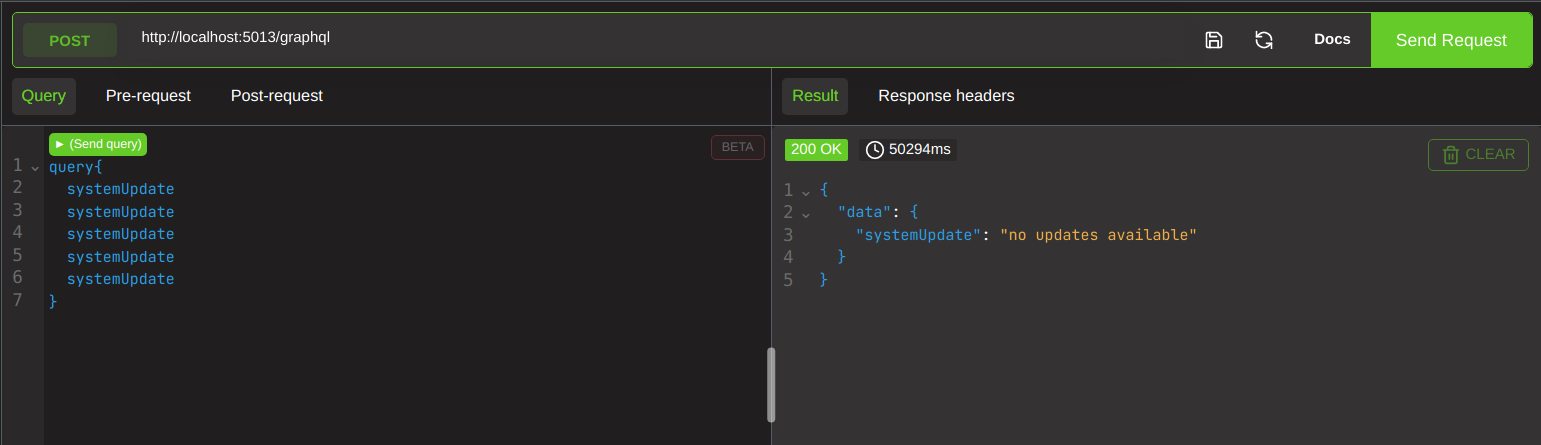 POST http://localhost:5013/graphql Docs Send Request
Query Pre-request Post-request Result Response headers
► (Send query) BETA
1 query{
2 systemUpdate
3 systemUpdate
4 systemUpdate
5 systemUpdate
6 systemUpdate
7 }
200 OK 50294ms CLEAR
1 {
2 "data": {
3 "systemUpdate": "no updates available"
4 }
5 }